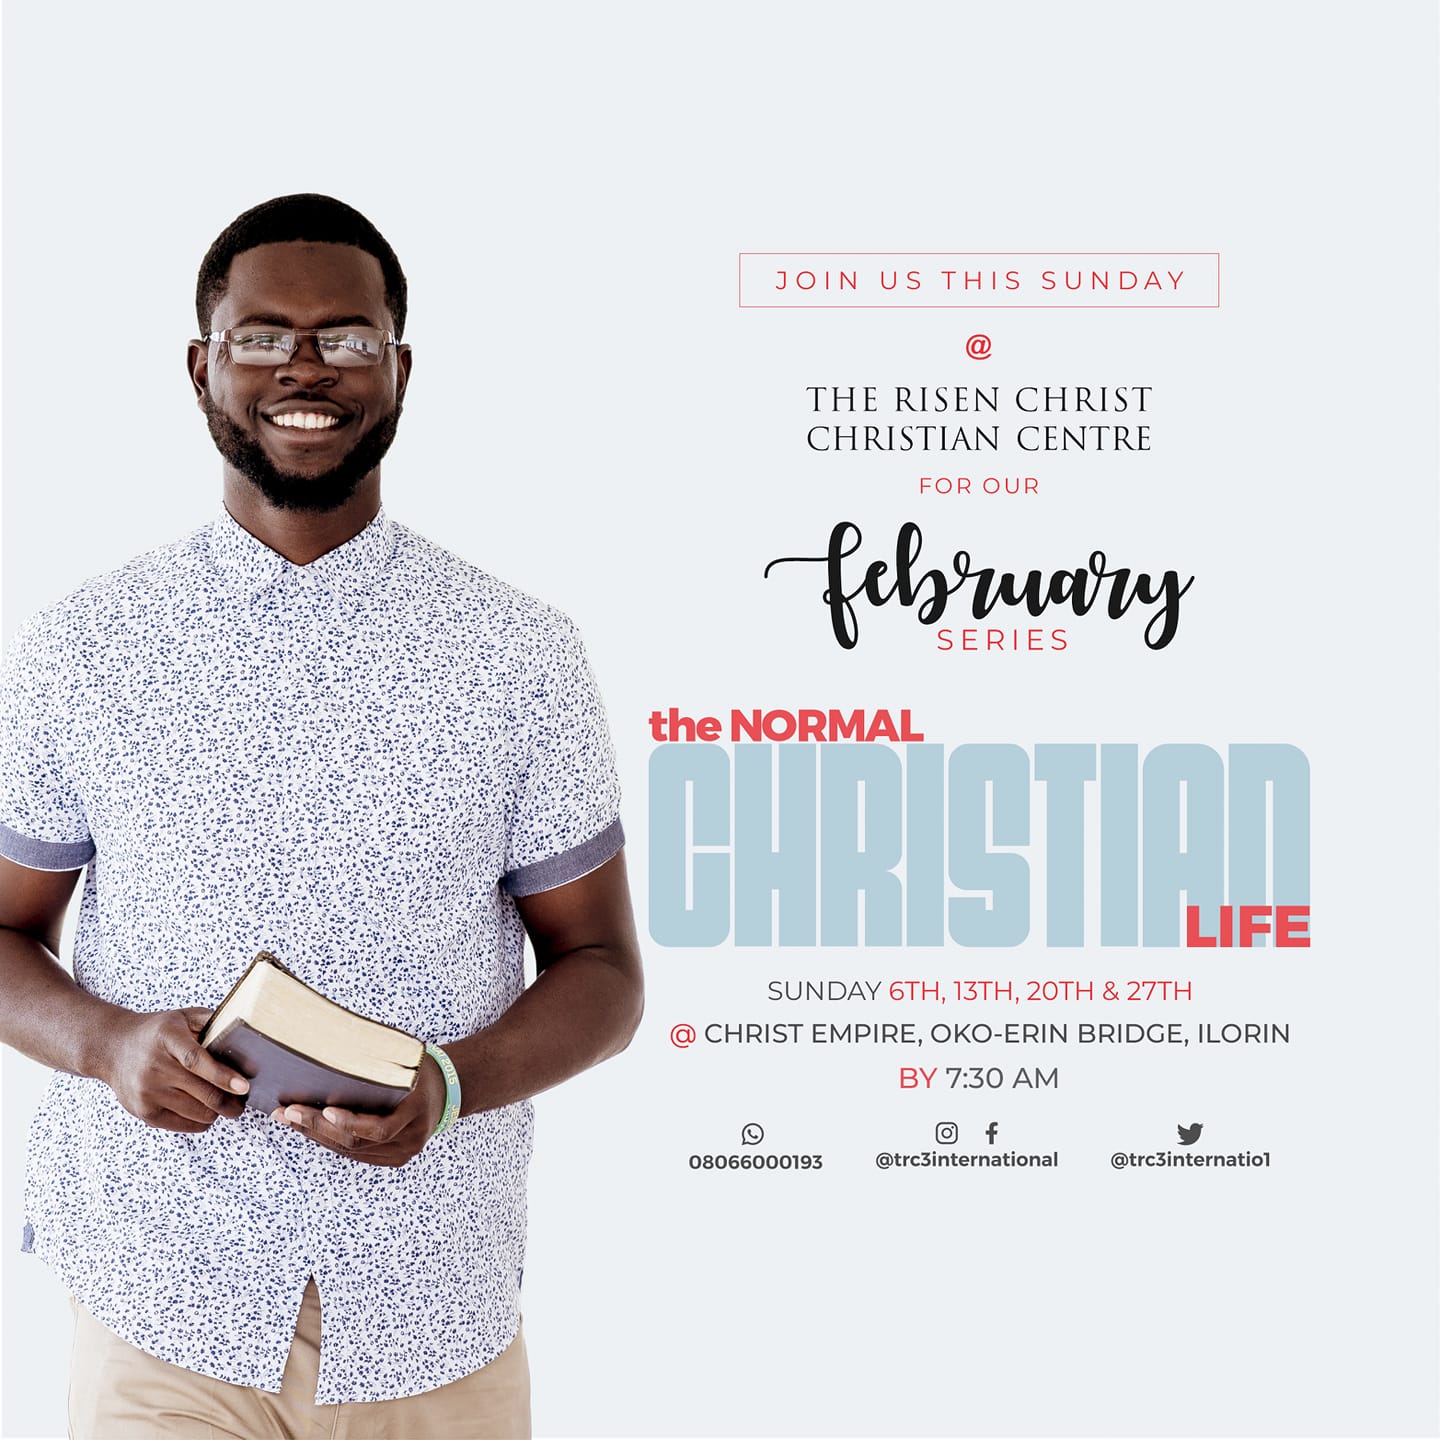 JOIN US THIS SUNDAY
@
THE RISEN CHRIST
CHRISTIAN CENTRE
FOR OUR
february
SERIES
the NORMAL
CHRISTIAN
LIFE
SUNDAY 6TH, 13TH, 20TH & 27TH
@ CHRIST EMPIRE, OKO-ERIN BRIDGE, ILORIN
BY 7:30 AM
08066000193
@trc3international
@trc3internatio1
2015